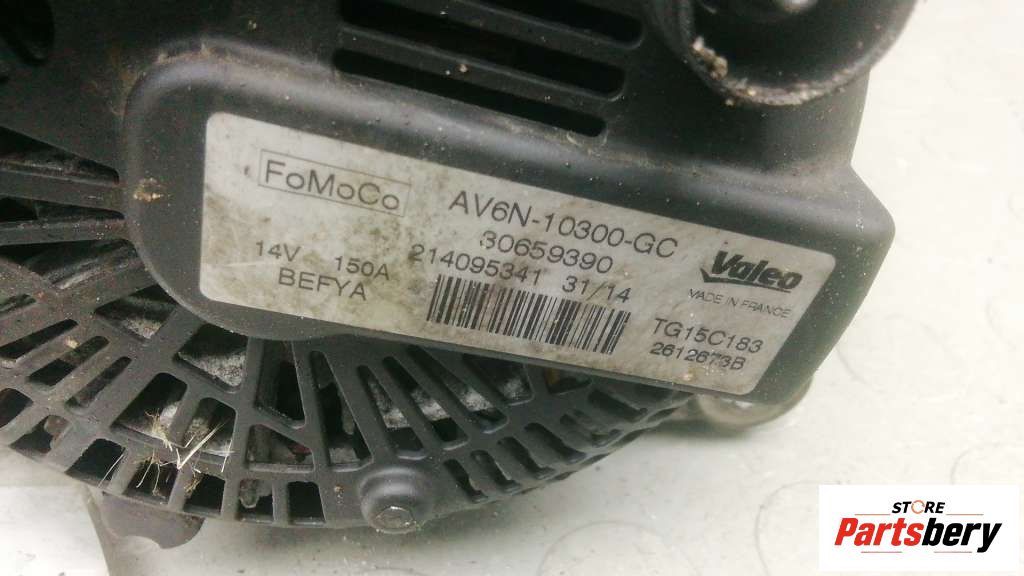 FoMoCo
AV6N-10300-GC
30659390
14V 150A 214095341 31/14
BEFYA
Valeo
MADE IN FRANCE
TG15C183
STORE
Partsbery